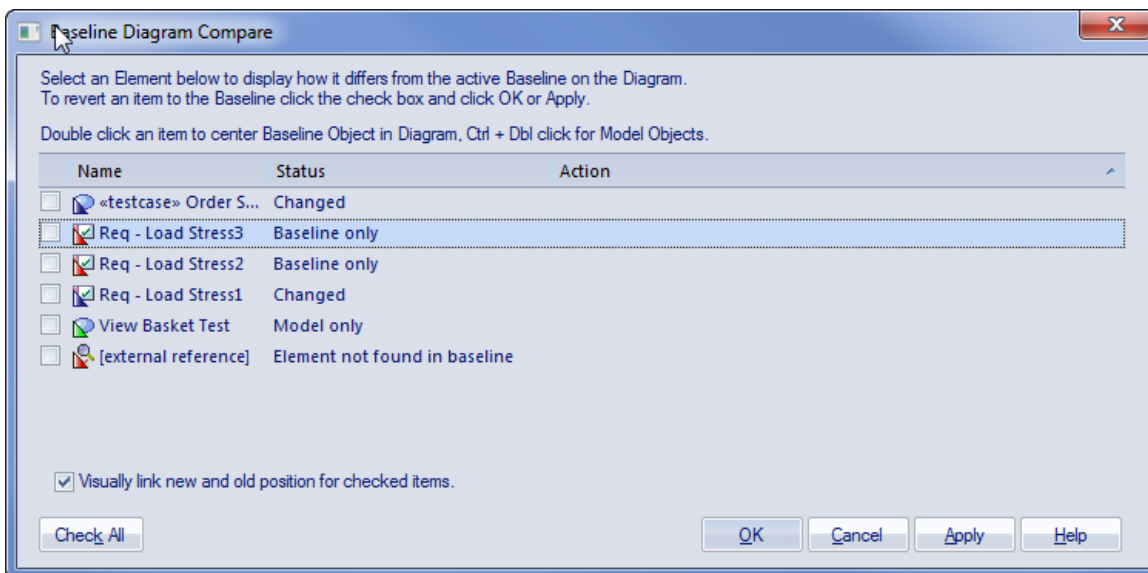 Baseline Diagram Compare
Select an Element below to display how it differs from the active Baseline on the Diagram.
To revert an item to the Baseline click the check box and click OK or Apply.
Double click an item to center Baseline Object in Diagram, Ctrl + Dbl click for Model Objects.
Name Status Action
«testcase» Order S... Changed
Req - Load Stress3 Baseline only
Req - Load Stress2 Baseline only
Req - Load Stress1 Changed
View Basket Test Model only
[external reference] Element not found in baseline
Visually link new and old position for checked items.
Check All OK Cancel Apply Help